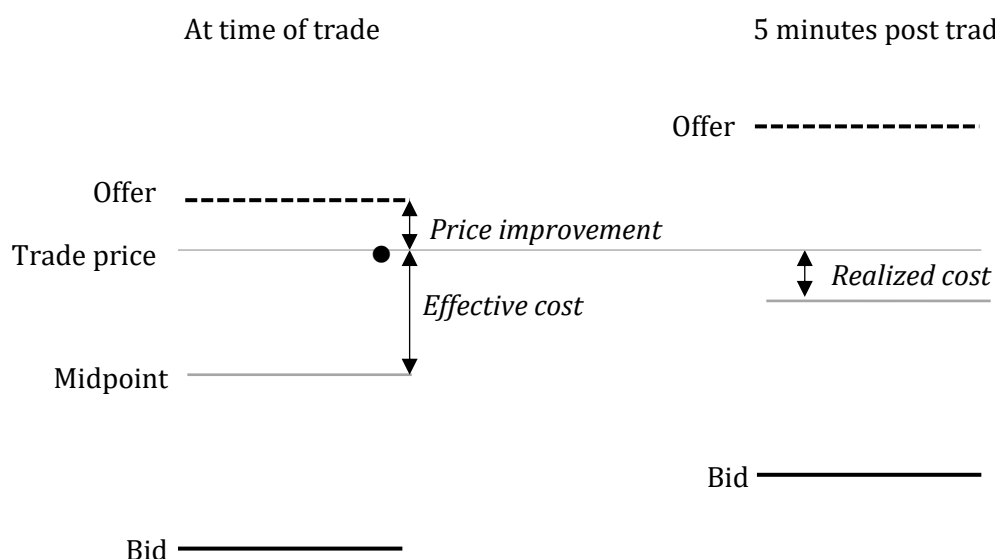 At time of trade
5 minutes post trad
Offer
Offer
Price improvement
Trade price
Realized cost
Effective cost
Midpoint
Bid
Bid